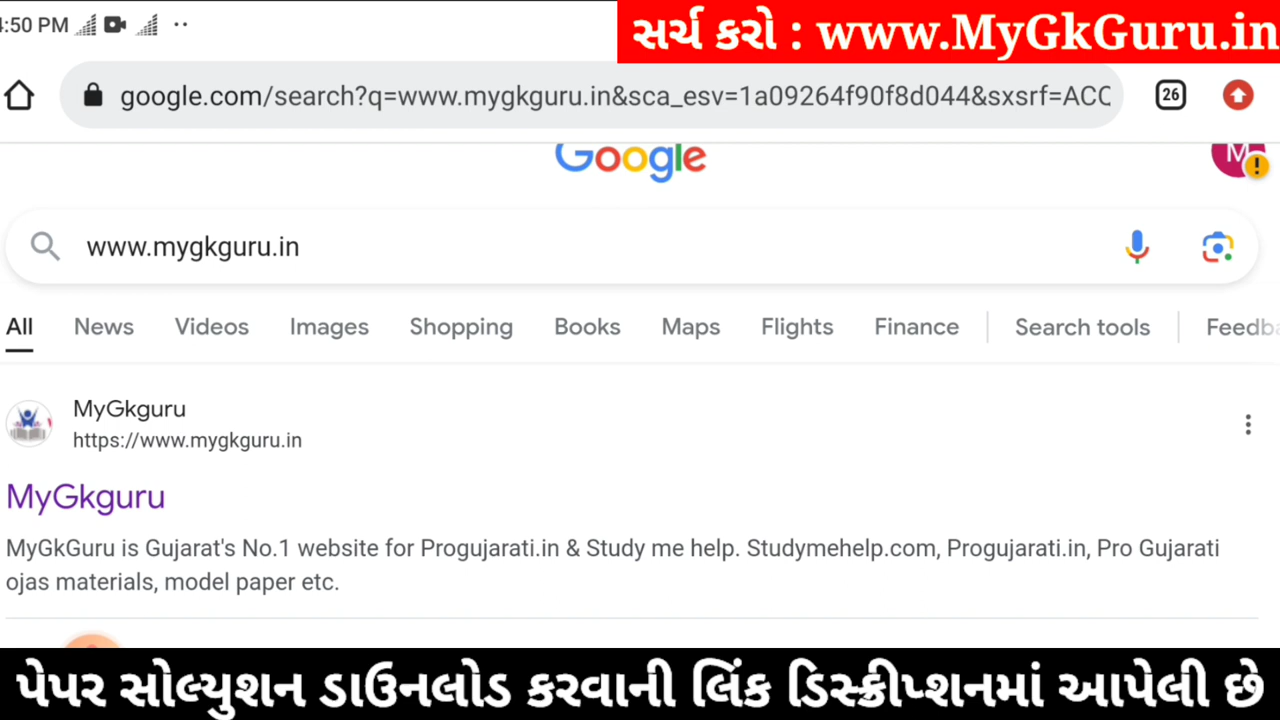 4:50 PM
સર્ચ કરો : www.MyGkGuru.in
google.com/search?q=www.mygkguru.in&sca_esv=1a09264f90f8d044&sxsrf=ACC
26
Google
M
www.mygkguru.in
All News Videos Images Shopping Books Maps Flights Finance Search tools Feedba
MyGkguru
https://www.mygkguru.in
MyGkguru
MyGkGuru is Gujarat's No.1 website for Progujarati.in & Study me help. Studymehelp.com, Progujarati.in, Pro Gujarati
ojas materials, model paper etc.
પેપર સોલ્યુશન ડાઉનલોડ કરવાની લિંક ડિસ્ક્રીપ્શનમાં આપેલી છે